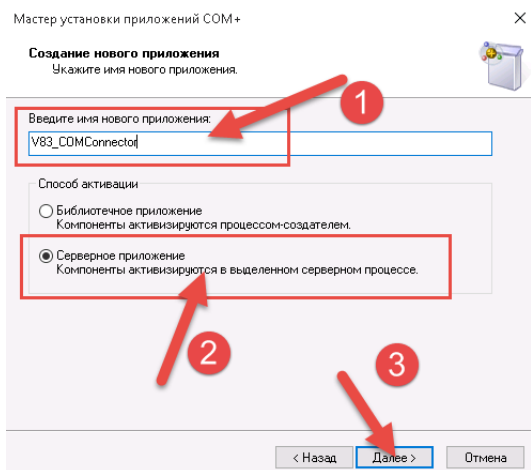 Мастер установки приложений COM+
Создание нового приложения
Укажите имя нового приложения.
1
Введите имя нового приложения:
V83_COMConnector
Способ активации
Библиотечное приложение
Компоненты активизируются процессом-создателем.
Серверное приложение
Компоненты активизируются в выделенном серверном процессе.
2
3
< Назад
Далее >
Отмена